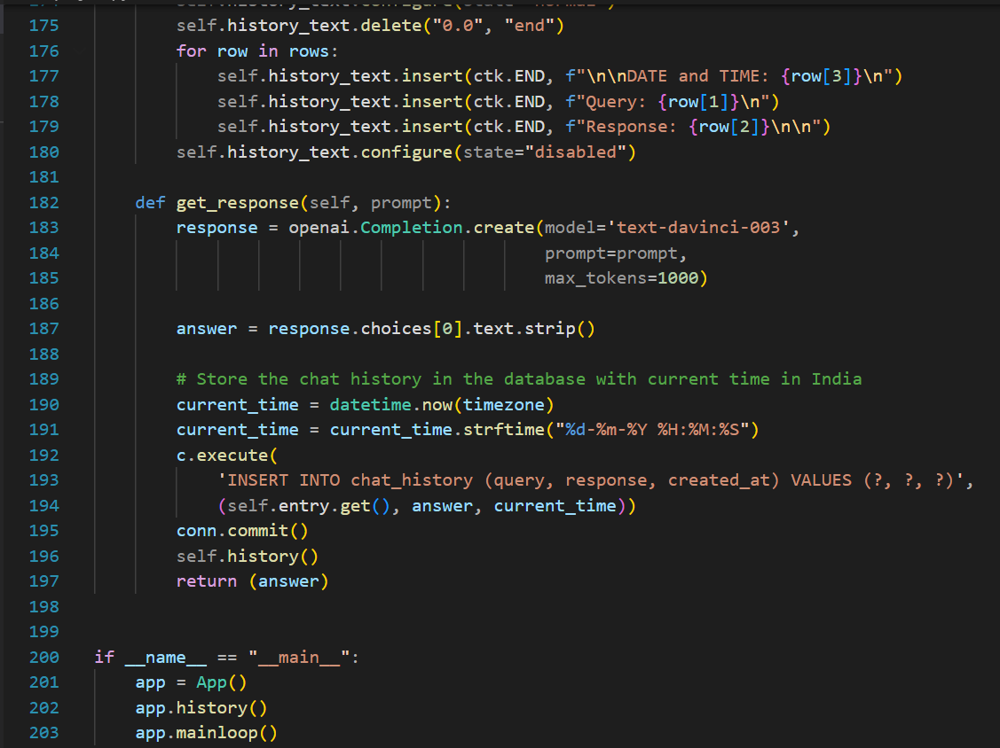 175 self.history_text.delete("0.0", "end")
176 for row in rows:
177 self.history_text.insert(ctk.END, f"\n\nDATE and TIME: {row[3]}\n")
178 self.history_text.insert(ctk.END, f"Query: {row[1]}\n")
179 self.history_text.insert(ctk.END, f"Response: {row[2]}\n\n")
180 self.history_text.configure(state="disabled")
181
182 def get_response(self, prompt):
183 response = openai.Completion.create(model='text-davinci-003',
184 prompt=prompt,
185 max_tokens=1000)
186
187 answer = response.choices[0].text.strip()
188
189 # Store the chat history in the database with current time in India
190 current_time = datetime.now(timezone)
191 current_time = current_time.strftime("%d-%m-%Y %H:%M:%S")
192 c.execute(
193 'INSERT INTO chat_history (query, response, created_at) VALUES (?, ?, ?)',
194 (self.entry.get(), answer, current_time))
195 conn.commit()
196 self.history()
197 return (answer)
198
199
200 if __name__ == "__main__":
201 app = App()
202 app.history()
203 app.mainloop()